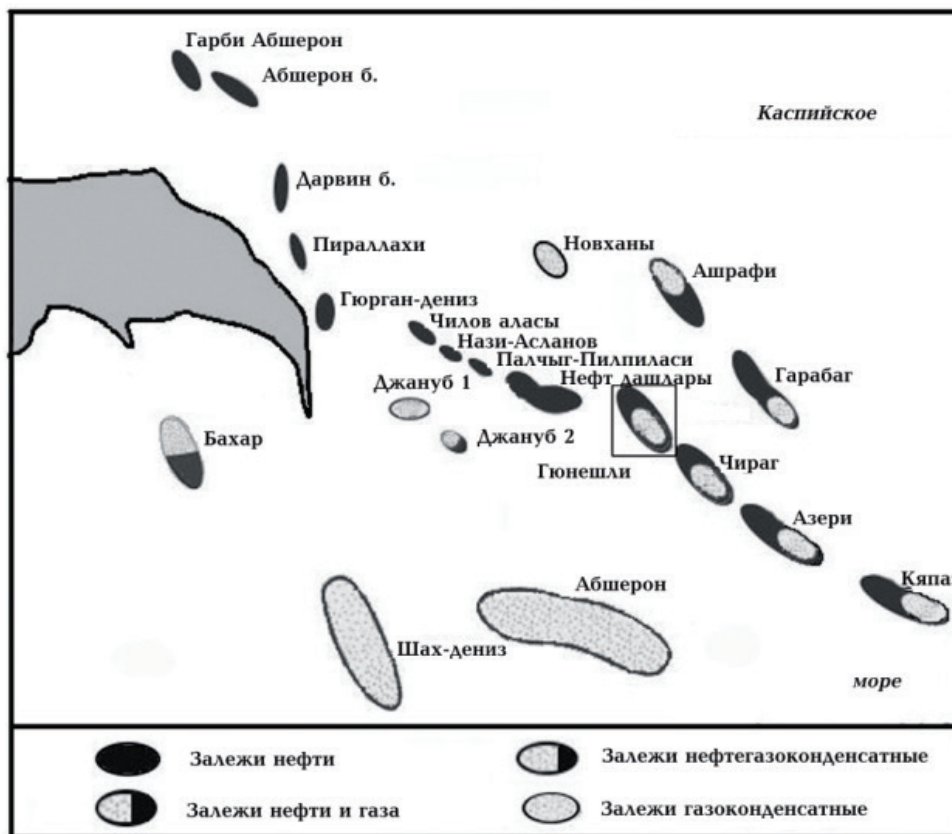 Гарби Абшерон
Абшерон б.
Каспийское
Дарвин б.
Пираллахи
Новханы
Ашрафи
Гюрган-дениз
Чилов аласы
Нази-Асланов
Палчыг-Пилпиласи
Джануб 1
Нефт дашлары
Гарабаг
Бахар
Джануб 2
Гюнешли
Чираг
Азери
Абшерон
Кяпаз
Шах-дениз
море
Залежи нефти
Залежи нефтегазоконденсатные
Залежи нефти и газа
Залежи газоконденсатные